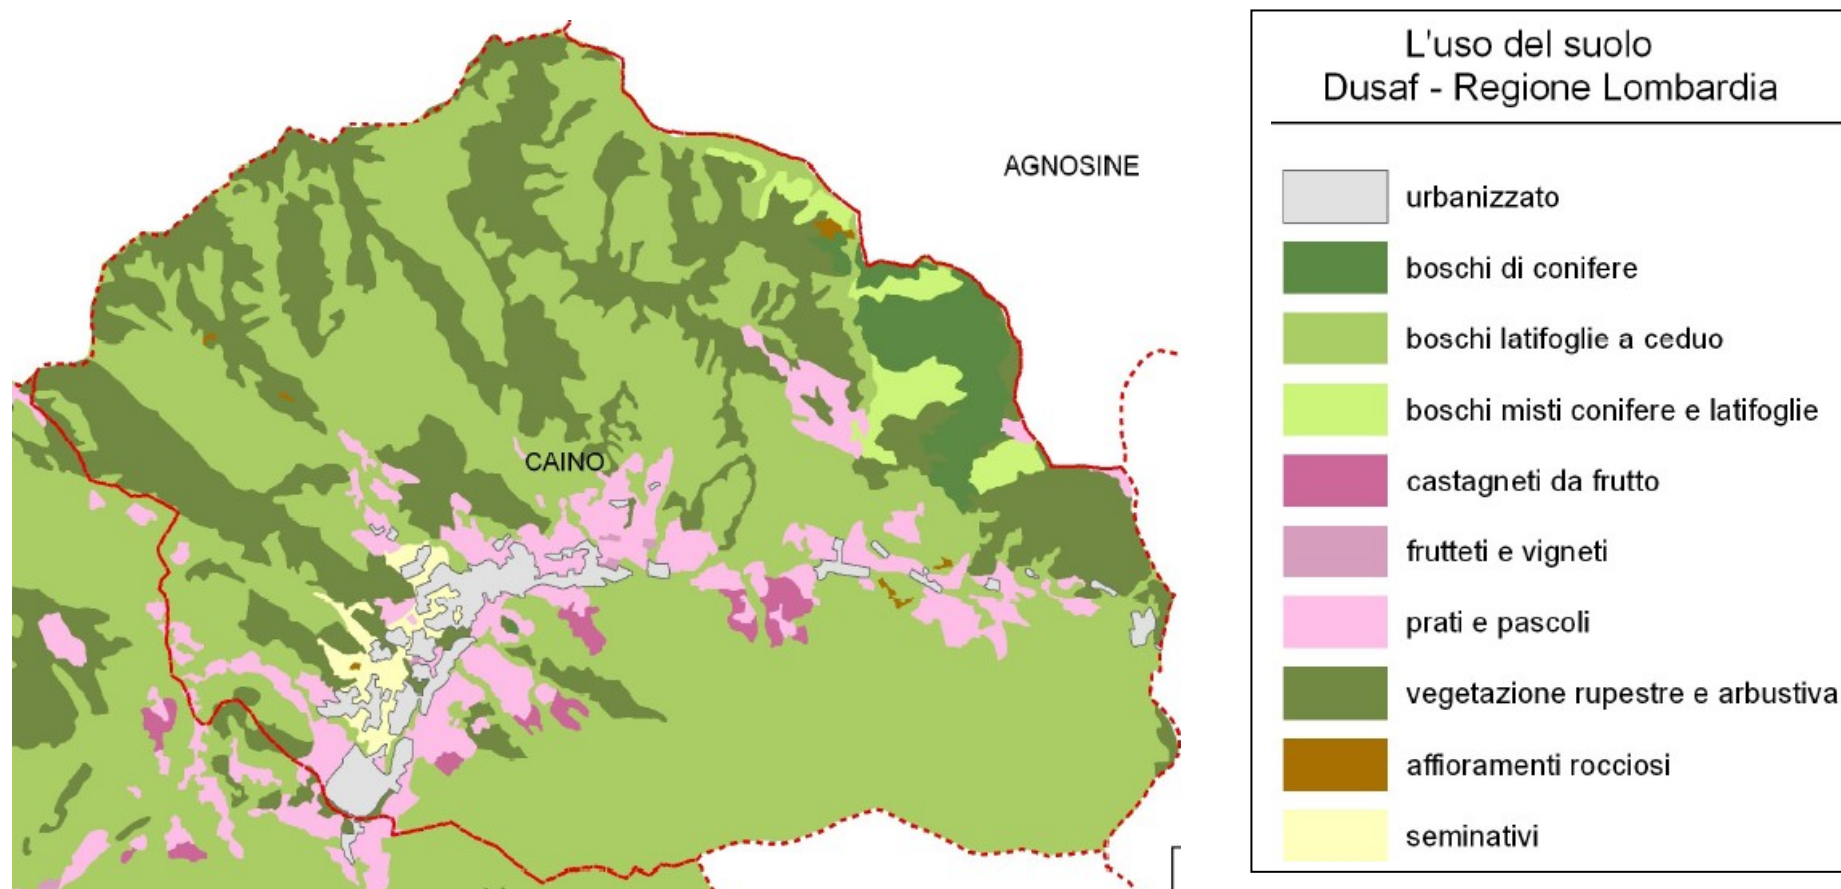 AGNOSINE
CAINO
L'uso del suolo
Dusaf - Regione Lombardia
urbanizzato
boschi di conifere
boschi latifoglie a ceduo
boschi misti conifere e latifoglie
castagneti da frutto
frutteti e vigneti
prati e pascoli
vegetazione rupestre e arbustiva
affioramenti rocciosi
seminativi